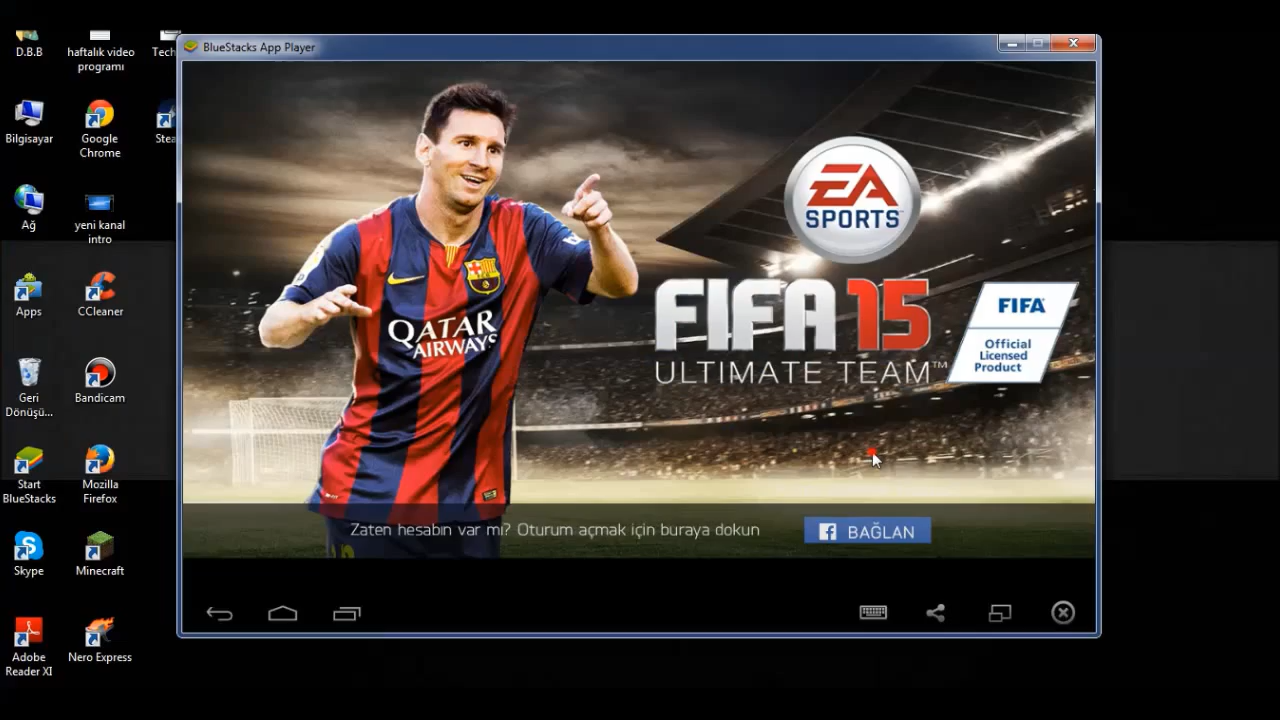 BlueStacks App Player
D.B.B
haftalık video
programı
Tech
Bilgisayar
Google
Chrome
Stea
Ağ
yeni kanal
intro
Apps
CCleaner
Geri
Dönüşü...
Bandicam
Start
BlueStacks
Mozilla
Firefox
Skype
Minecraft
Adobe
Reader XI
Nero Express
EA
SPORTS™
FIFA 15
ULTIMATE TEAM™
FIFA
Official
Licensed
Product
QATAR
AIRWAYS
Zaten hesabın var mı? Oturum açmak için buraya dokun
BAĞLAN